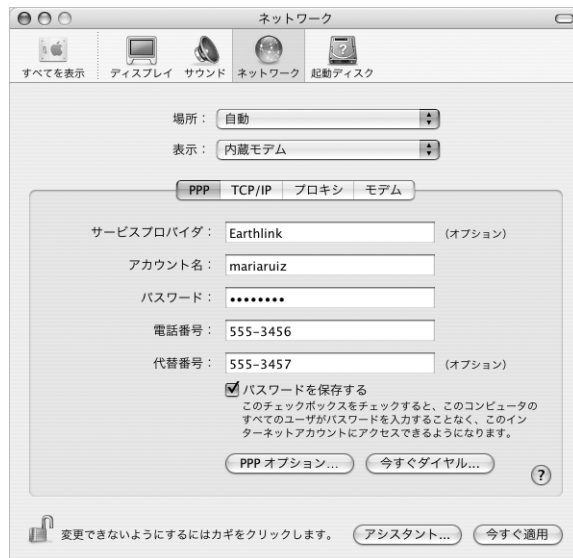 ネットワーク
すべてを表示 ディスプレイ サウンド ネットワーク 起動ディスク
場所： 自動
表示： 内蔵モデム
PPP TCP/IP プロキシ モデム
サービスプロバイダ： Earthlink (オプション)
アカウント名： mariaruiz
パスワード： ••••••••
電話番号： 555-3456
代替番号： 555-3457 (オプション)
パスワードを保存する
このチェックボックスをチェックすると、このコンピュータの
すべてのユーザがパスワードを入力することなく、このイン
ターネットアカウントにアクセスできるようになります。
PPP オプション... 今すぐダイヤル...
?
変更できないようにするにはカギをクリックします。 アシスタント... 今すぐ適用